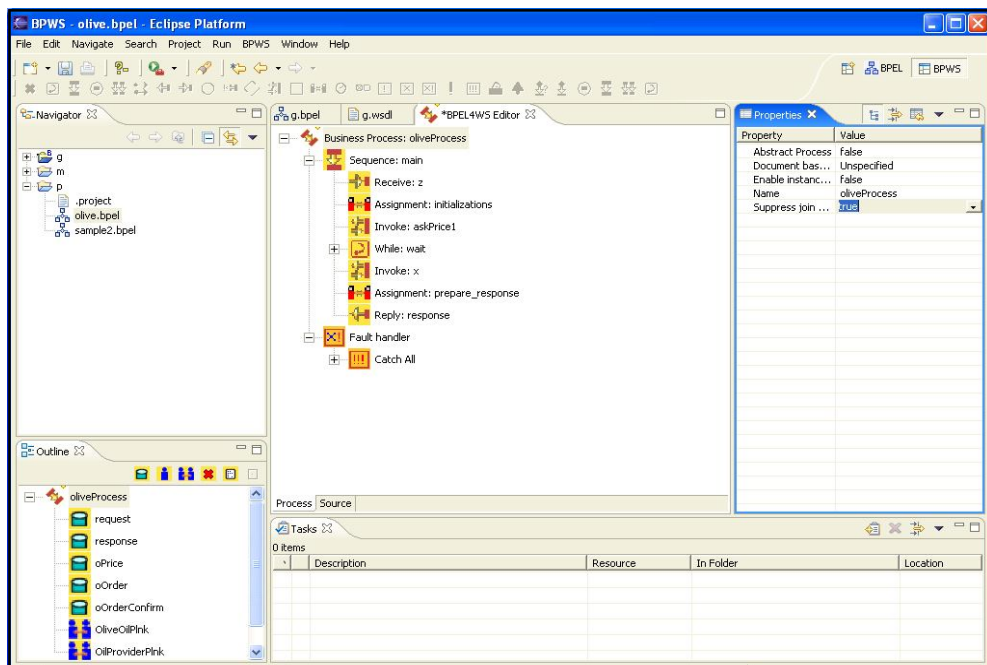 BPWS - olive.bpel - Eclipse Platform
File Edit Navigate Search Project Run BPWS Window Help
BPEL BPWS
Navigator
g
m
p
.project
olive.bpel
sample2.bpel
g.bpel g.wsdl *BPEL4WS Editor
Business Process: oliveProcess
Sequence: main
Receive: z
Assignment: initializations
Invoke: askPrice1
While: wait
Invoke: x
Assignment: prepare_response
Reply: response
Fault handler
Catch All
Process Source
Properties
Property Value
Abstract Process false
Document bas... Unspecified
Enable instanc... false
Name oliveProcess
Suppress join ... true
Outline
oliveProcess
request
response
oPrice
oOrder
oOrderConfirm
OliveOilPlnk
OilProviderPlnk
Tasks
0 items
! Description Resource In Folder Location